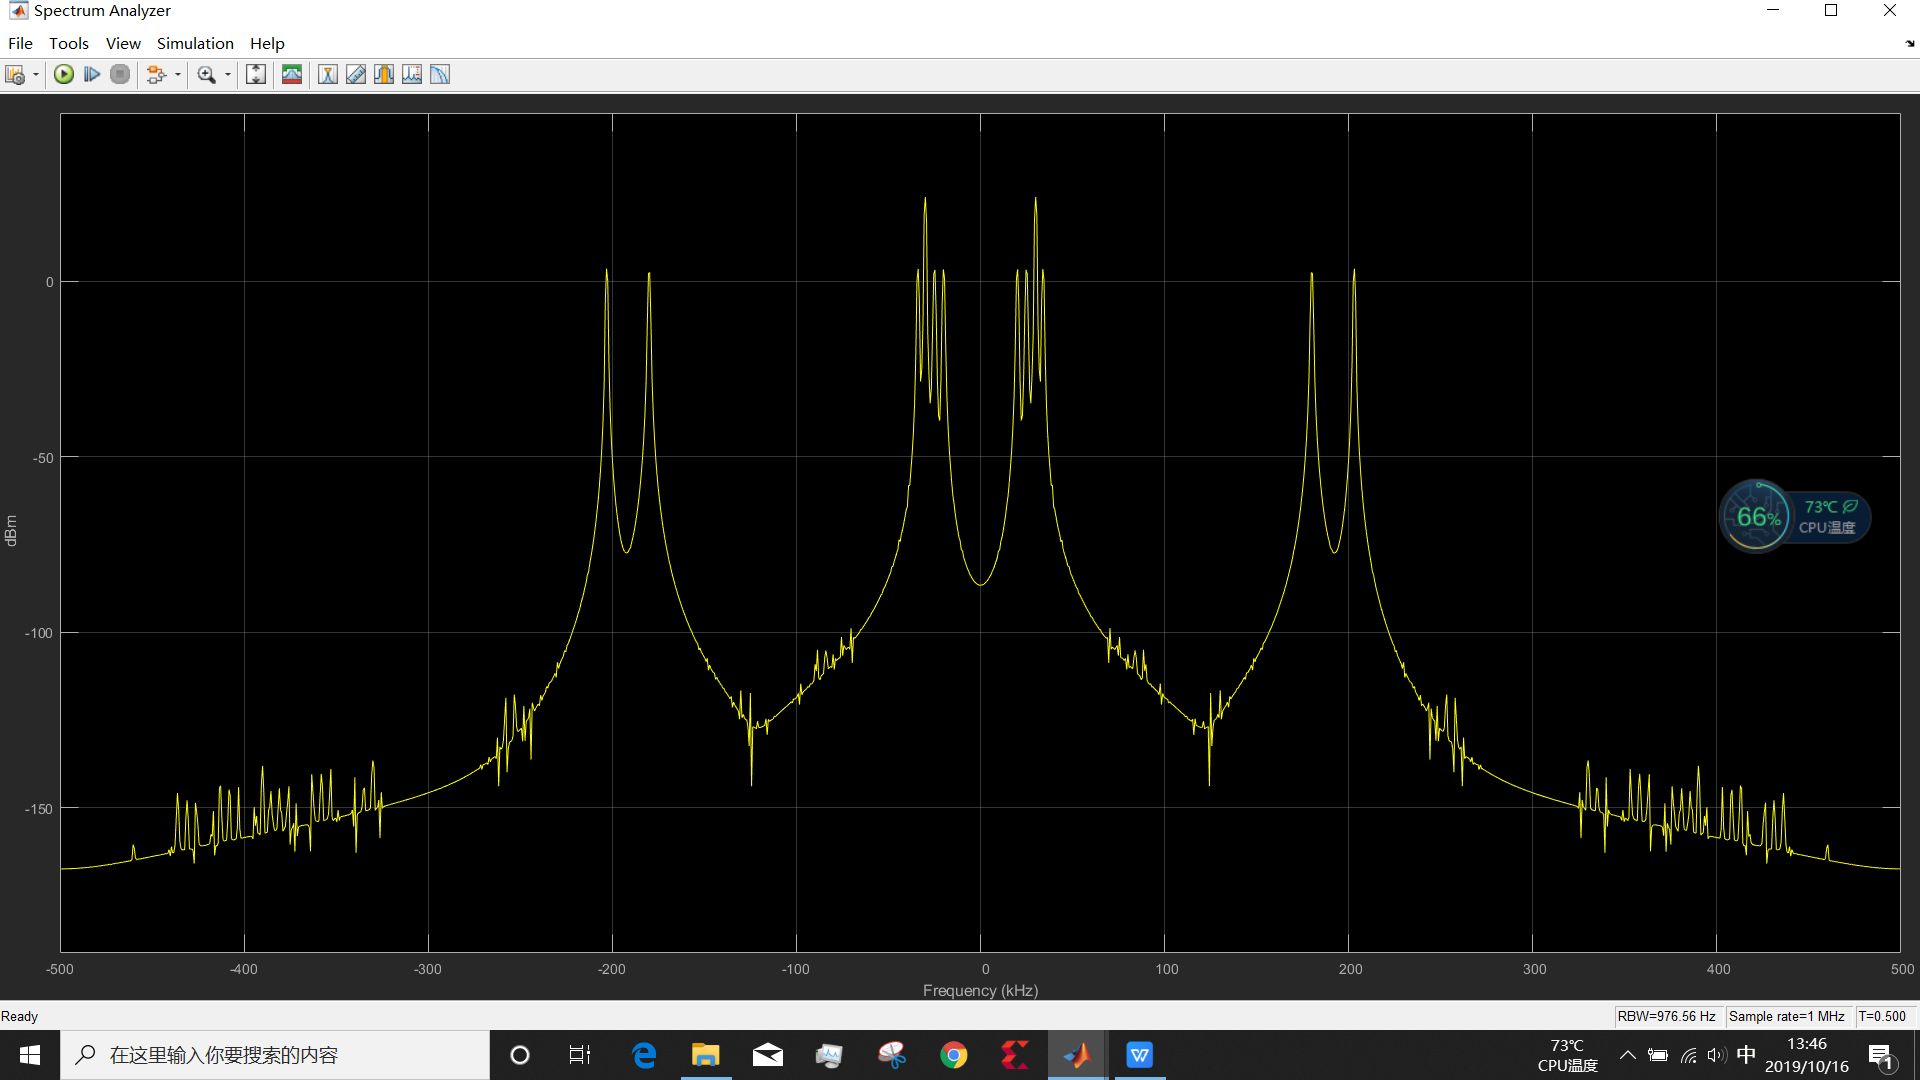 Spectrum Analyzer
File Tools View Simulation Help
0
-50
-100
-150
dBm
-500 -400 -300 -200 -100 0 100 200 300 400 500
Frequency (kHz)
66%
73℃
CPU温度
Ready
RBW=976.56 Hz Sample rate=1 MHz T=0.500
在这里输入你要搜索的内容
73℃
CPU温度
中
13:46
2019/10/16
1